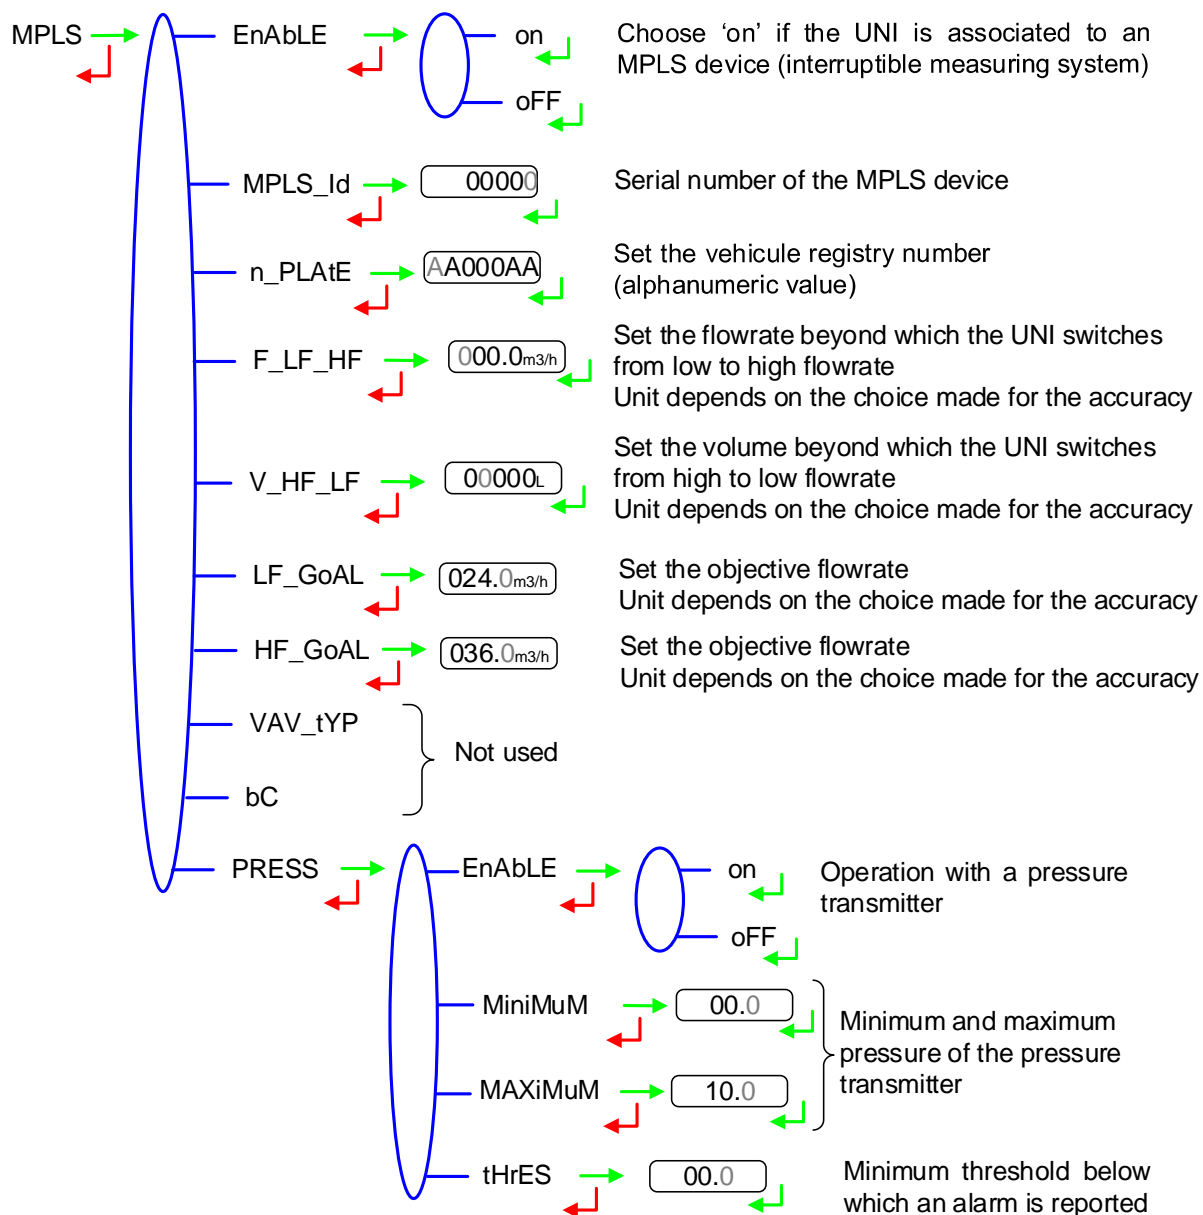 MPLS
EnAbLE
on
oFF
Choose ‘on’ if the UNI is associated to an
MPLS device (interruptible measuring system)
MPLS_Id
00000
Serial number of the MPLS device
n_PLAtE
AA000AA
Set the vehicule registry number
(alphanumeric value)
F_LF_HF
000.0m3/h
Set the flowrate beyond which the UNI switches
from low to high flowrate
Unit depends on the choice made for the accuracy
V_HF_LF
00000L
Set the volume beyond which the UNI switches
from high to low flowrate
Unit depends on the choice made for the accuracy
LF_GoAL
024.0m3/h
Set the objective flowrate
Unit depends on the choice made for the accuracy
HF_GoAL
036.0m3/h
Set the objective flowrate
Unit depends on the choice made for the accuracy
VAV_tYP
bC
Not used
PRESS
EnAbLE
on
oFF
Operation with a pressure
transmitter
MiniMuM
00.0
MAXiMuM
10.0
Minimum and maximum
pressure of the pressure
transmitter
tHrES
00.0
Minimum threshold below
which an alarm is reported